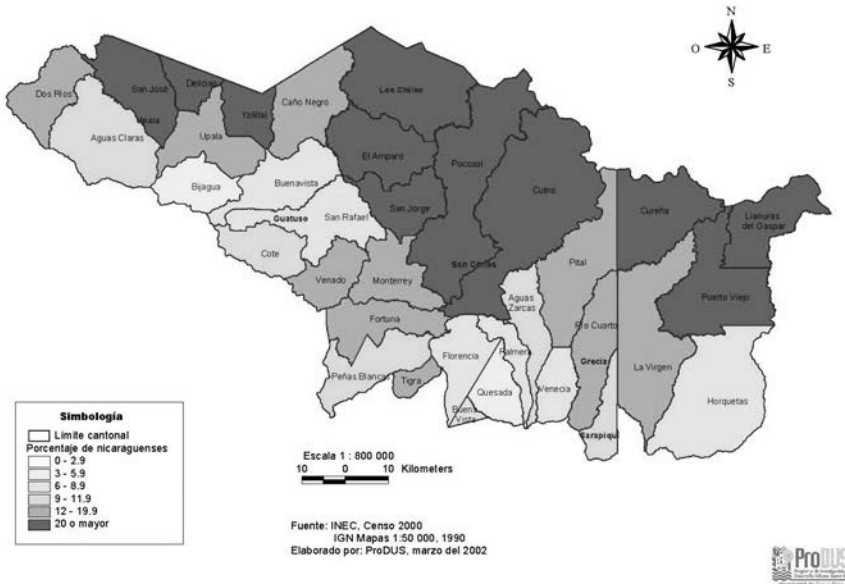 N
O E
S
Los Chiles
Dos Ríos
San José
Delicias
Yolillal
Caño Negro
Upala
Aguas Claras
Upala
El Amparo
Pocosol
Cutris
Bijagua
Buenavista
Guatuso
San Rafael
San Jorge
Cureña
Llanuras
del Gaspar
Cote
Venado
Monterrey
San Carlos
Pital
Puerto Viejo
Aguas
Zarcas
Fortuna
Río Cuarto
Florencia
Palmera
Grecia
La Virgen
Peñas Blancas
Tigra
Quesada
Venecia
Horquetas
Buena
Vista
Sarapiquí
Simbología
Límite cantonal
Porcentaje de nicaraguenses
0 - 2.9
3 - 5.9
6 - 8.9
9 - 11.9
12 - 19.9
20 o mayor
Escala 1 : 800 000
10 0 10 Kilometers
Fuente: INEC, Censo 2000
IGN Mapas 1:50 000, 1990
Elaborado por: ProDUS, marzo del 2002
ProDUS